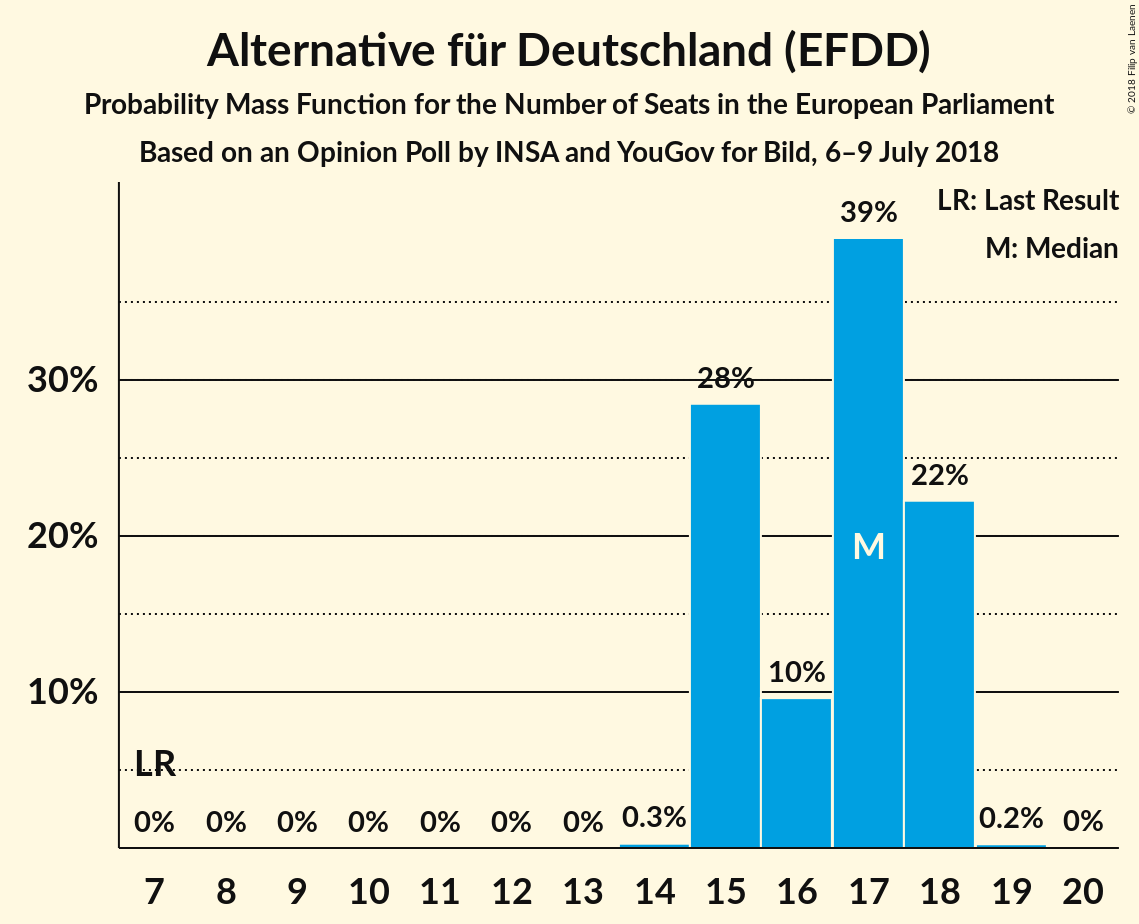 Alternative für Deutschland (EFDD)
Probability Mass Function for the Number of Seats in the European Parliament
Based on an Opinion Poll by INSA and YouGov for Bild, 6–9 July 2018
© 2018 Filip van Laenen
LR: Last Result
M: Median
39%
28%
30%
22%
20%
M
10%
10%
LR
0% 0% 0% 0% 0% 0% 0% 0.3% 0.2% 0%
7 8 9 10 11 12 13 14 15 16 17 18 19 20